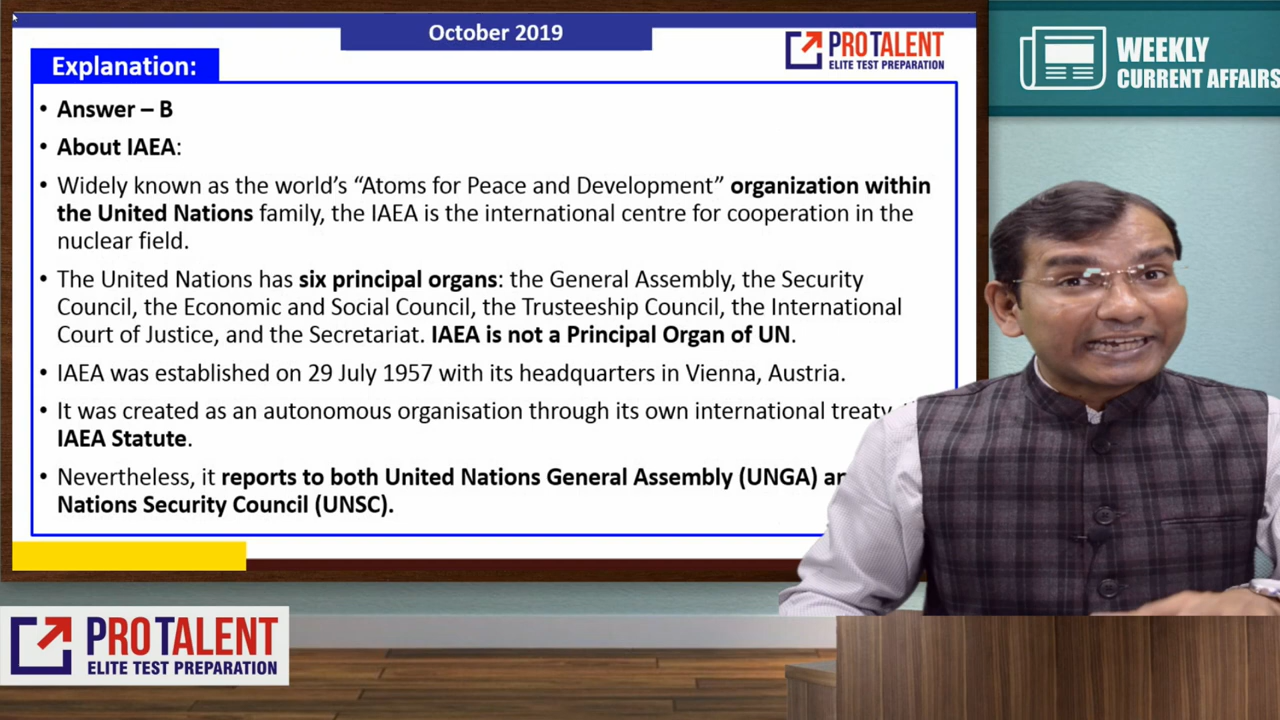 October 2019
PROTALENT
ELITE TEST PREPARATION
WEEKLY
CURRENT AFFAIRS
Explanation:
• Answer – B
• About IAEA:
• Widely known as the world’s “Atoms for Peace and Development” organization within
the United Nations family, the IAEA is the international centre for cooperation in the
nuclear field.
• The United Nations has six principal organs: the General Assembly, the Security
Council, the Economic and Social Council, the Trusteeship Council, the International
Court of Justice, and the Secretariat. IAEA is not a Principal Organ of UN.
• IAEA was established on 29 July 1957 with its headquarters in Vienna, Austria.
• It was created as an autonomous organisation through its own international treaty,
IAEA Statute.
• Nevertheless, it reports to both United Nations General Assembly (UNGA)
Nations Security Council (UNSC).
PROTALENT
ELITE TEST PREPARATION